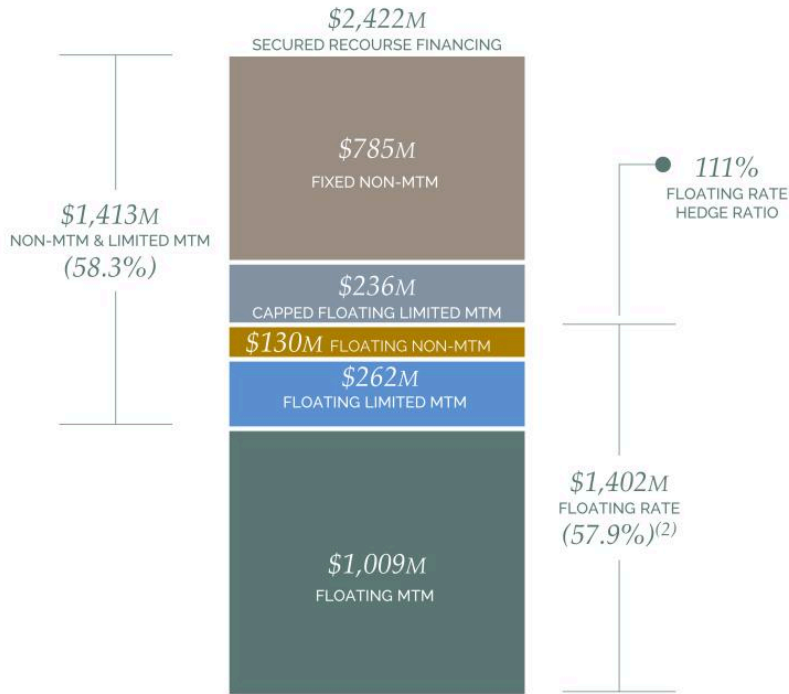 $2,422M
SECURED RECOURSE FINANCING
$785M
FIXED NON-MTM
111%
FLOATING RATE
HEDGE RATIO
$1,413M
NON-MTM & LIMITED MTM
(58.3%)
$236M
CAPPED FLOATING LIMITED MTM
$130M FLOATING NON-MTM
$262M
FLOATING LIMITED MTM
$1,402M
FLOATING RATE
(57.9%)(2)
$1,009M
FLOATING MTM